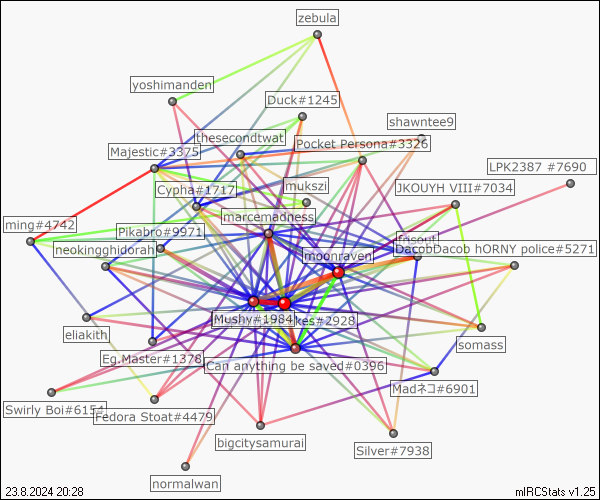 zebula
yoshimanden
Duck#1245
shawntee9
thesecondtwat
Pocket Persona#3326
Majestic#3375
LPK2387 #7690
Cypha#1717
mukszi
JKOUYH VIII#7034
marcemadness
ming#4742
Pikabro#9971
neokingghidorah
moonraven
DacobDacob hORNY police#5271
Mushy#1984
kes#2928
eliakith
somass
Eg.Master#1378
Can anything be saved#0396
Madネコ#6901
Swirly Boi#615
Fedora Stoat#4479
bigcitysamurai
Silver#7938
normalwan
23.8.2024 20:28
mIRCStats v1.25